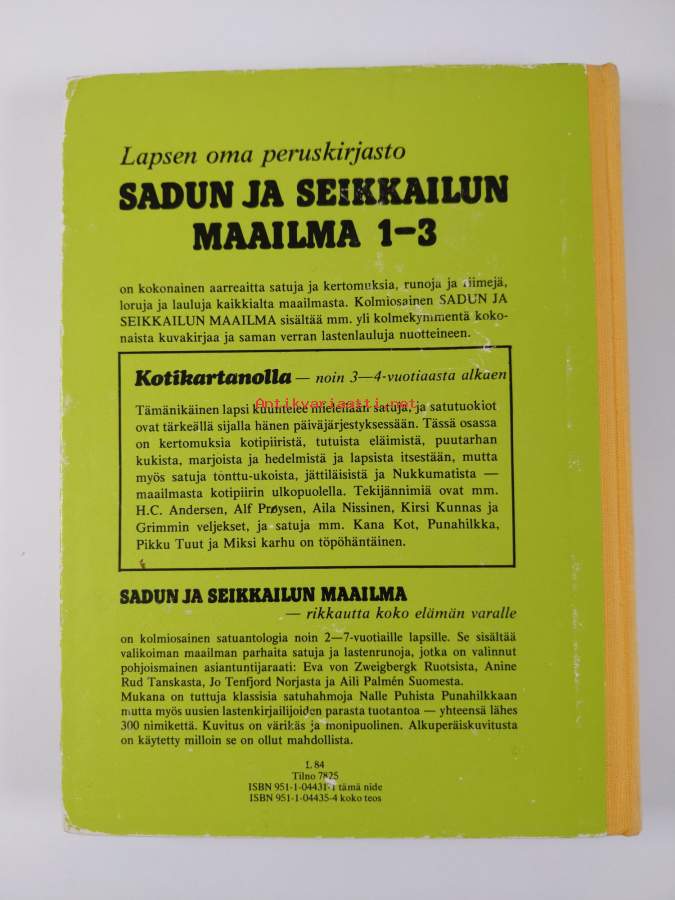 Lapsen oma peruskirjasto
SADUN JA SEIKKAILUN
MAAILMA 1-3
on kokonainen aarreaitta satuja ja kertomuksia, runoja ja riimejä,
loruja ja lauluja kaikkialta maailmasta. Kolmiosainen SADUN JA
SEIKKAILUN MAAILMA sisältää mm. yli kolmekymmentä koko-
naista kuvakirjaa ja saman verran lastenlauluja nuotteineen.
Kotikartanolla — noin 3—4-vuotiaasta alkaen
Antikvariaatti.net
Tämänikäinen lapsi kuuntelee mielellään satuja, ja satutuokiot
ovat tärkeällä sijalla hänen päiväjärjestyksessään. Tässä osassa
on kertomuksia kotipiiristä, tutuista eläimistä, puutarhan
kukista, marjoista ja hedelmistä ja lapsista itsestään, mutta
myös satuja tonttu-ukoista, jättiläisistä ja Nukkumatista —
maailmasta kotipiirin ulkopuolella. Tekijännimiä ovat mm.
H.C. Andersen, Alf Prøysen, Aila Nissinen, Kirsi Kunnas ja
Grimmin veljekset, ja satuja mm. Kana Kot, Punahilkka,
Pikku Tuut ja Miksi karhu on töpöhäntäinen.
SADUN JA SEIKKAILUN MAAILMA
— rikkautta koko elämän varalle
on kolmiosainen satuantologia noin 2—7-vuotiaille lapsille. Se sisältää
valikoiman maailman parhaita satuja ja lastenrunoja, jotka on valinnut
pohjoismainen asiantuntijaraati: Eva von Zweigbergk Ruotsista, Anine
Rud Tanskasta, Jo Tenfjord Norjasta ja Aili Palmén Suomesta.
Mukana on tuttuja klassisia satuhahmoja Nalle Puhista Punahilkkaan
mutta myös uusien lastenkirjailijoiden parasta tuotantoa — yhteensä lähes
300 nimikettä. Kuvitus on värikäs ja monipuolinen. Alkuperäiskuvitusta
on käytetty milloin se on ollut mahdollista.
L 84
Tilno 7825
ISBN 951-1-04431-1 tämä nide
ISBN 951-1-04435-4 koko teos